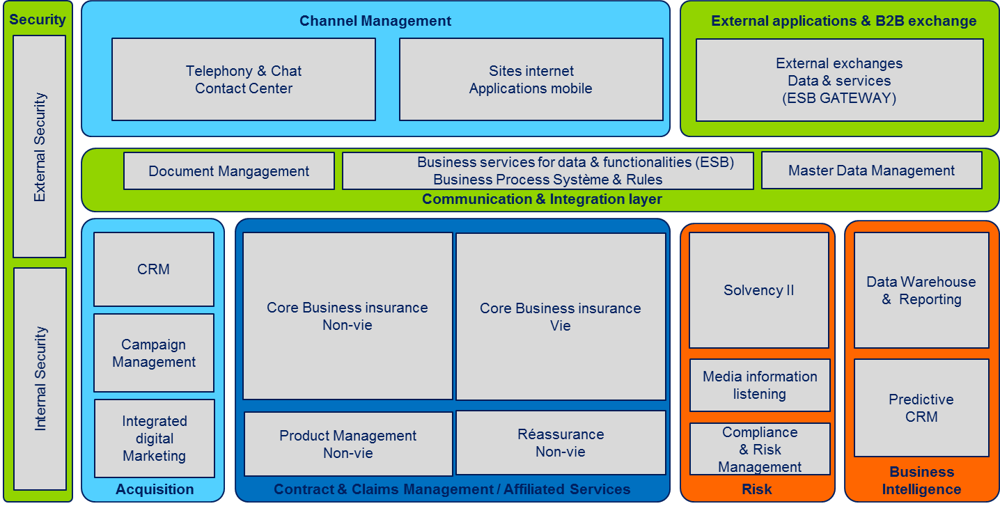 Security
External Security
Internal Security
Channel Management
Telephony & Chat
Contact Center
Sites internet
Applications mobile
External applications & B2B exchange
External exchanges
Data & services
(ESB GATEWAY)
Document Mangagement
Business services for data & functionalities (ESB)
Business Process Système & Rules
Master Data Management
Communication & Integration layer
CRM
Campaign
Management
Integrated
digital
Marketing
Acquisition
Core Business insurance
Non-vie
Core Business insurance
Vie
Product Management
Non-vie
Réassurance
Non-vie
Contract & Claims Management / Affiliated Services
Solvency II
Media information
listening
Compliance
& Risk
Management
Risk
Data Warehouse
& Reporting
Predictive
CRM
Business
Intelligence